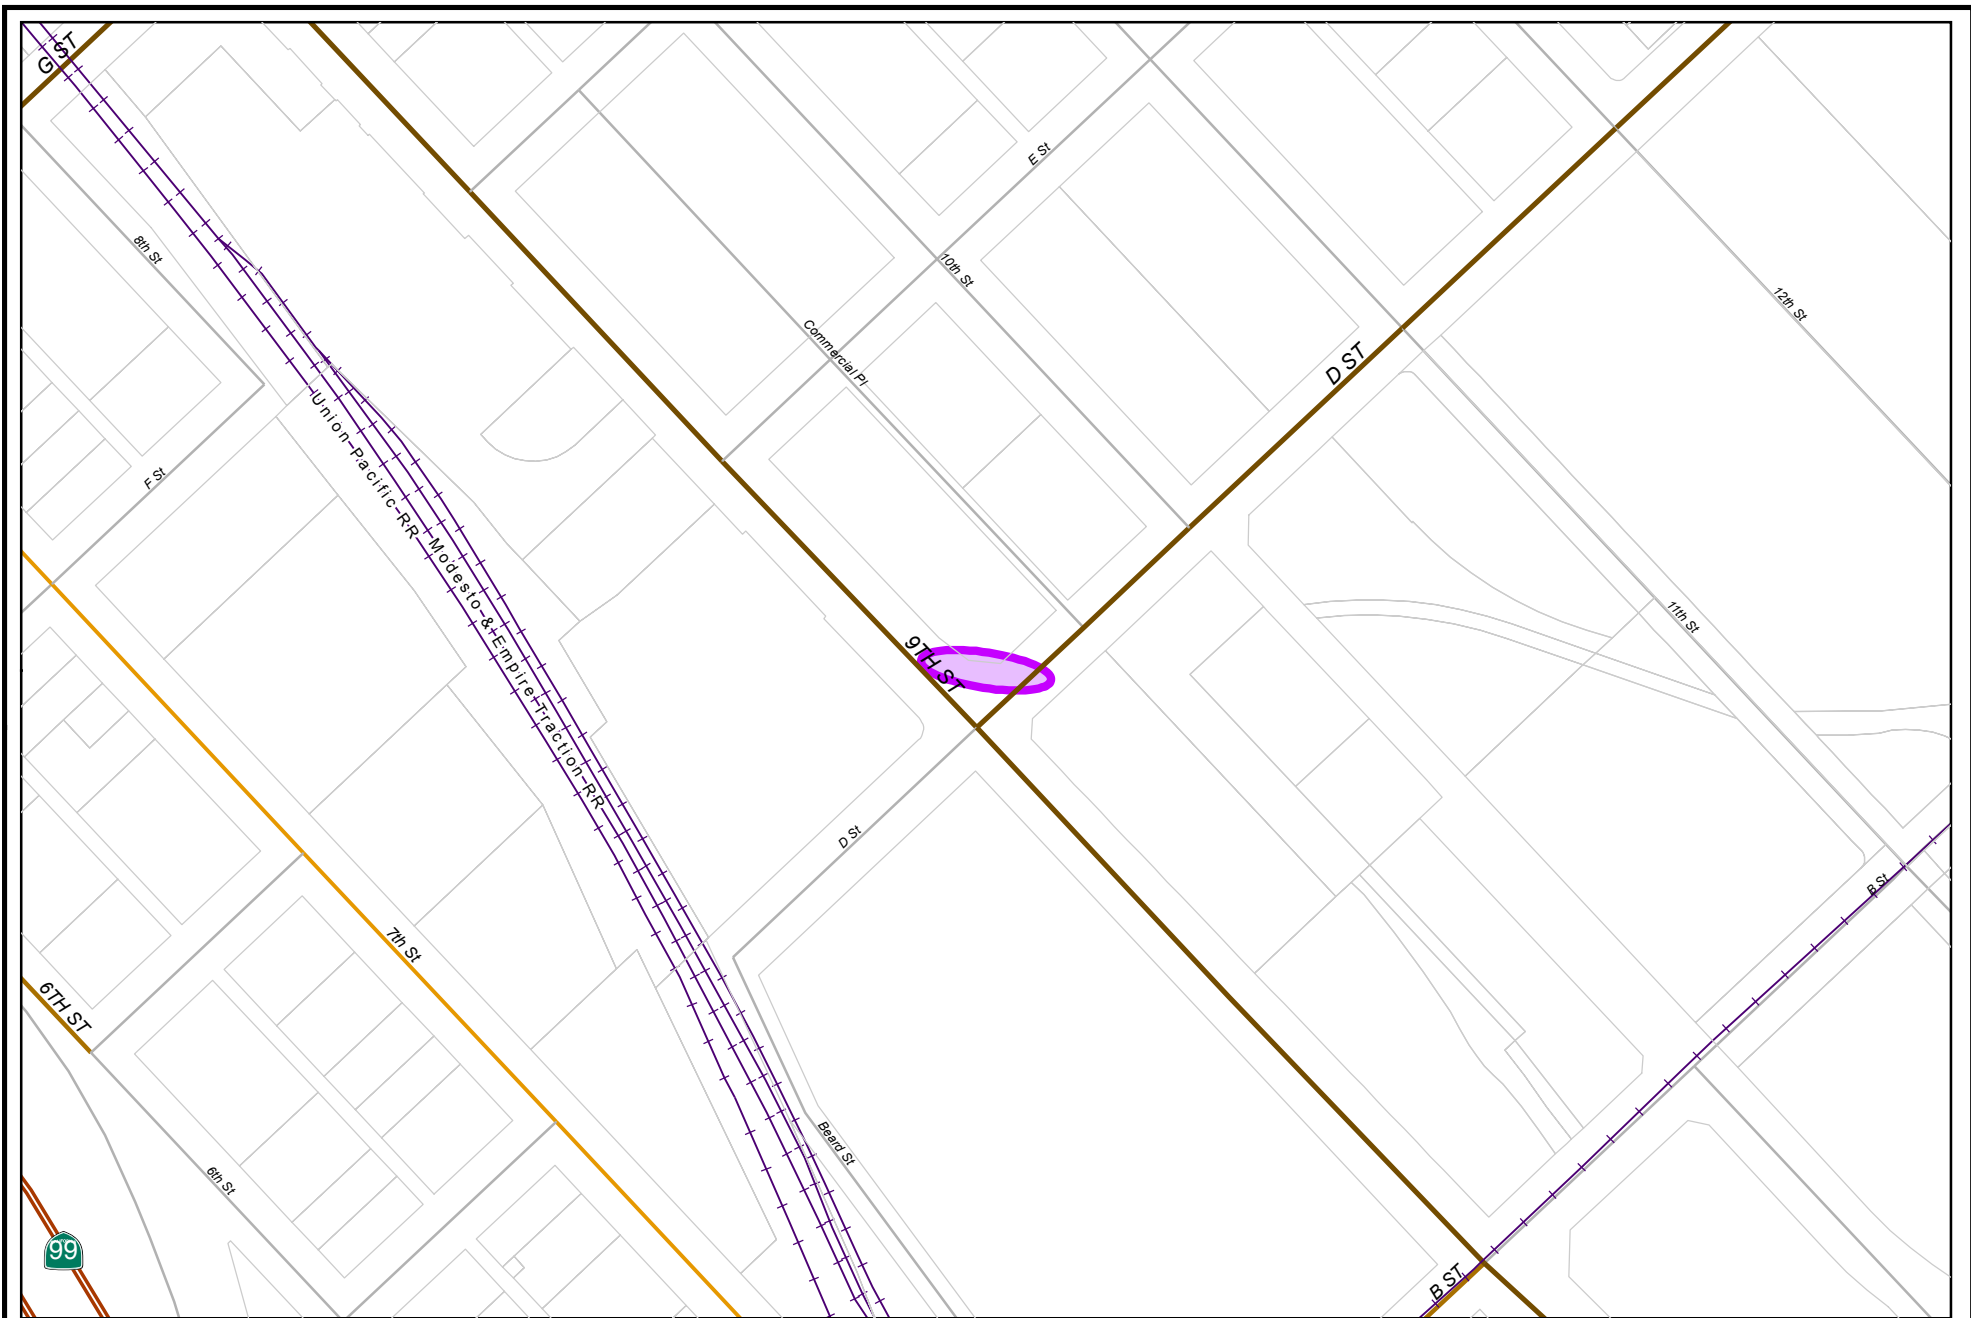 G ST
E St
8th St
10th St
12th St
Commercial Pl
D ST
Union Pacific RR
F St
Modesto & Empire Traction RR
11th St
9TH ST
D St
B St
7th St
6TH ST
Beard St
6th St
99
B ST